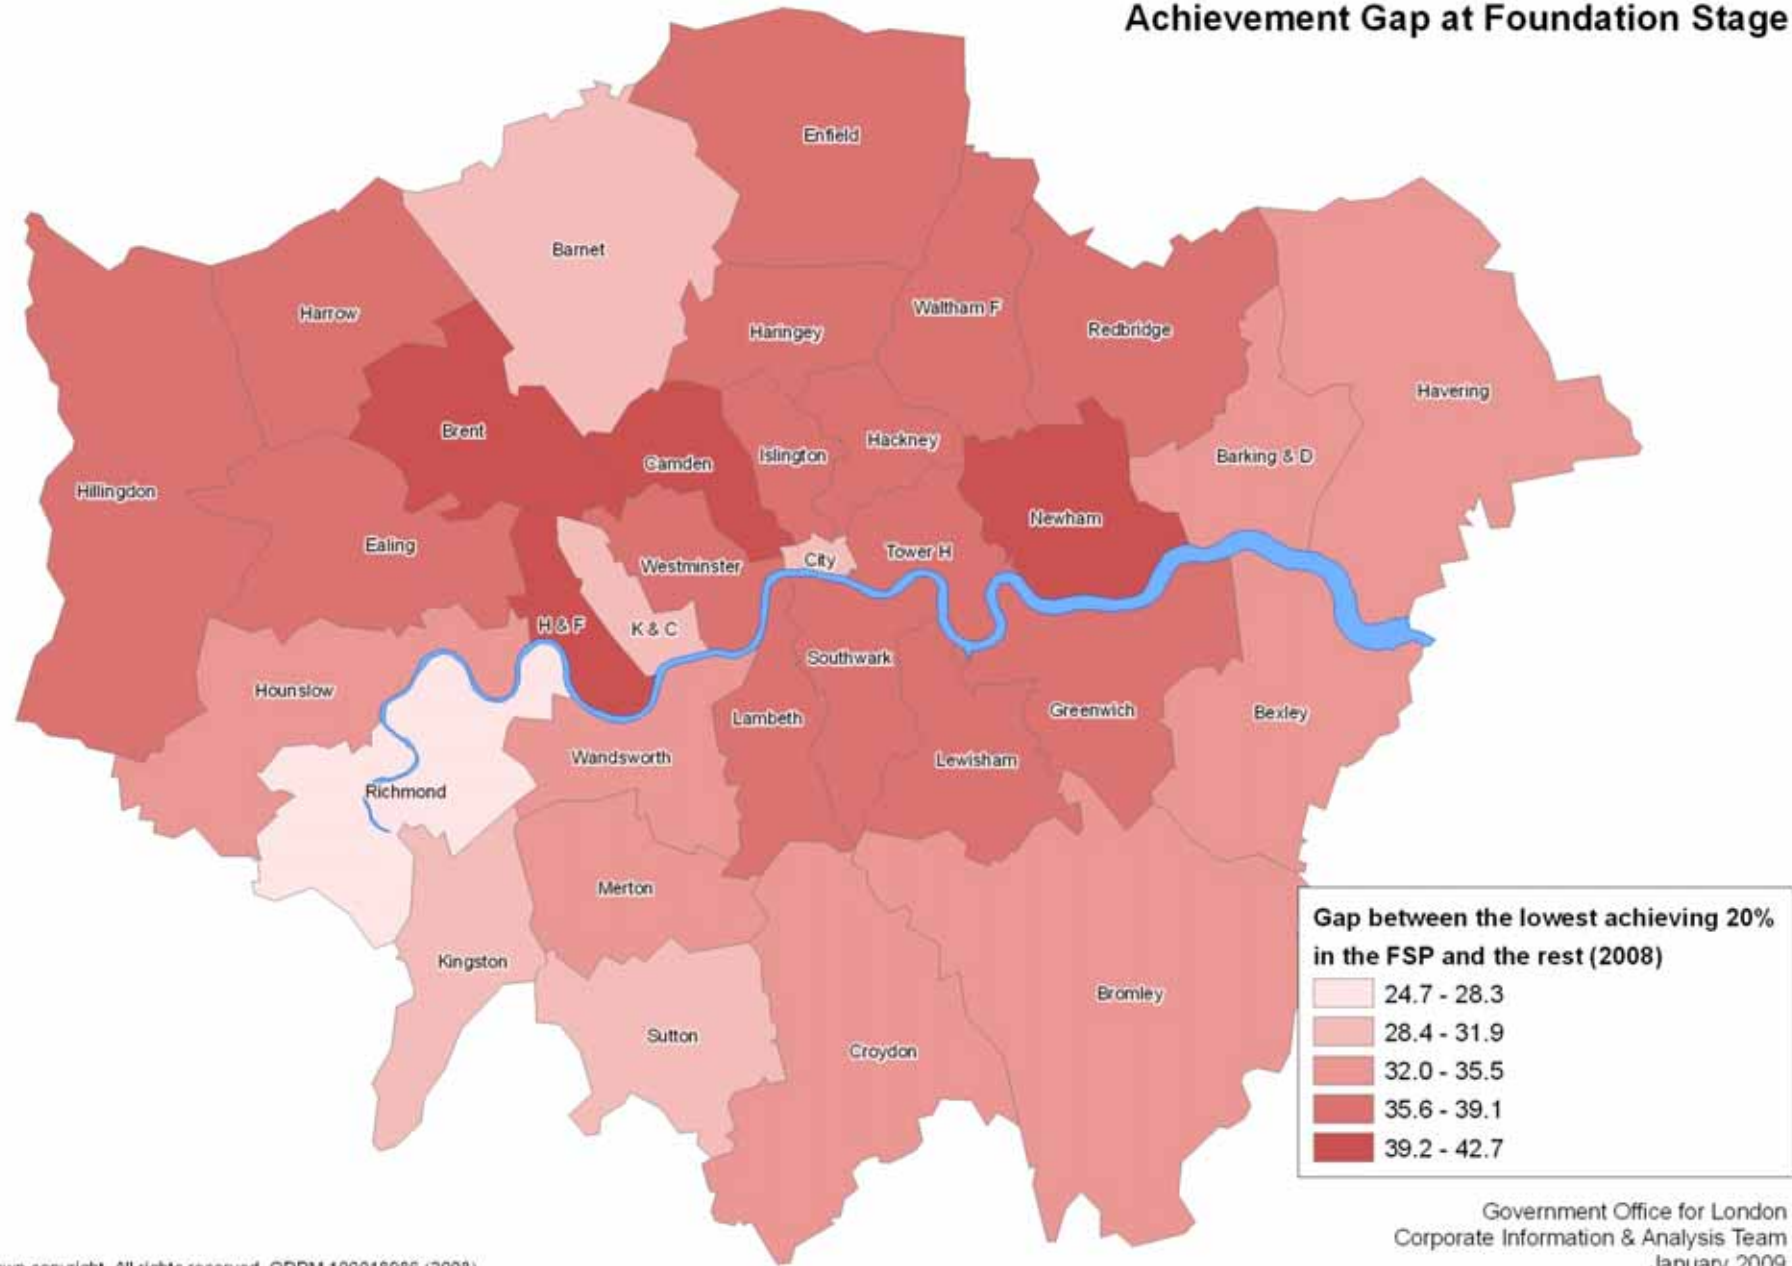 Achievement Gap at Foundation Stage
Enfield
Barnet
Harrow
Haringey
Waltham F
Redbridge
Havering
Brent
Camden
Islington
Hackney
Barking & D
Hillingdon
Newham
Ealing
Westminster
City
Tower H
H & F
K & C
Southwark
Hounslow
Lambeth
Greenwich
Bexley
Wandsworth
Lewisham
Richmond
Merton
Kingston
Bromley
Sutton
Croydon
Gap between the lowest achieving 20%
in the FSP and the rest (2008)
24.7 - 28.3
28.4 - 31.9
32.0 - 35.5
35.6 - 39.1
39.2 - 42.7
Government Office for London
Corporate Information & Analysis Team
January 2009
copyright. All rights reserved.